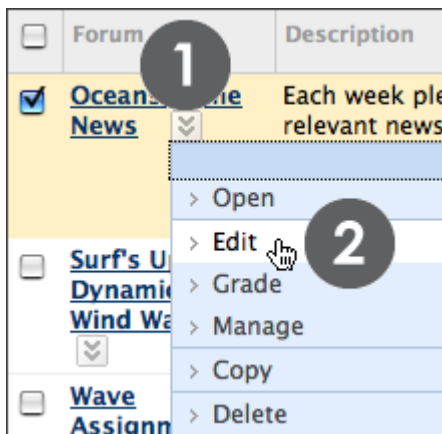 Forum Description
1
Oceans the Each week ple
News relevant news
Open
Edit
2
Surf's U
Grade
Dynami
Wind Wa
Manage
Copy
Wave
Assignm
Delete